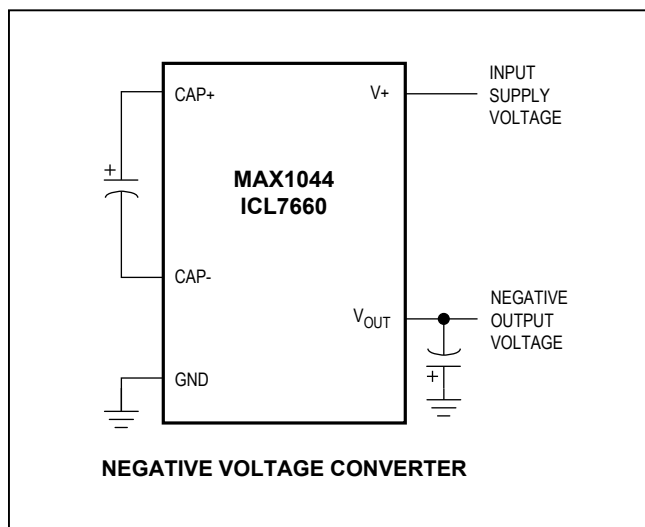 CAP+
V+
INPUT
SUPPLY
VOLTAGE
MAX1044
ICL7660
+
CAP-
VOUT
NEGATIVE
OUTPUT
VOLTAGE
+
GND
NEGATIVE VOLTAGE CONVERTER